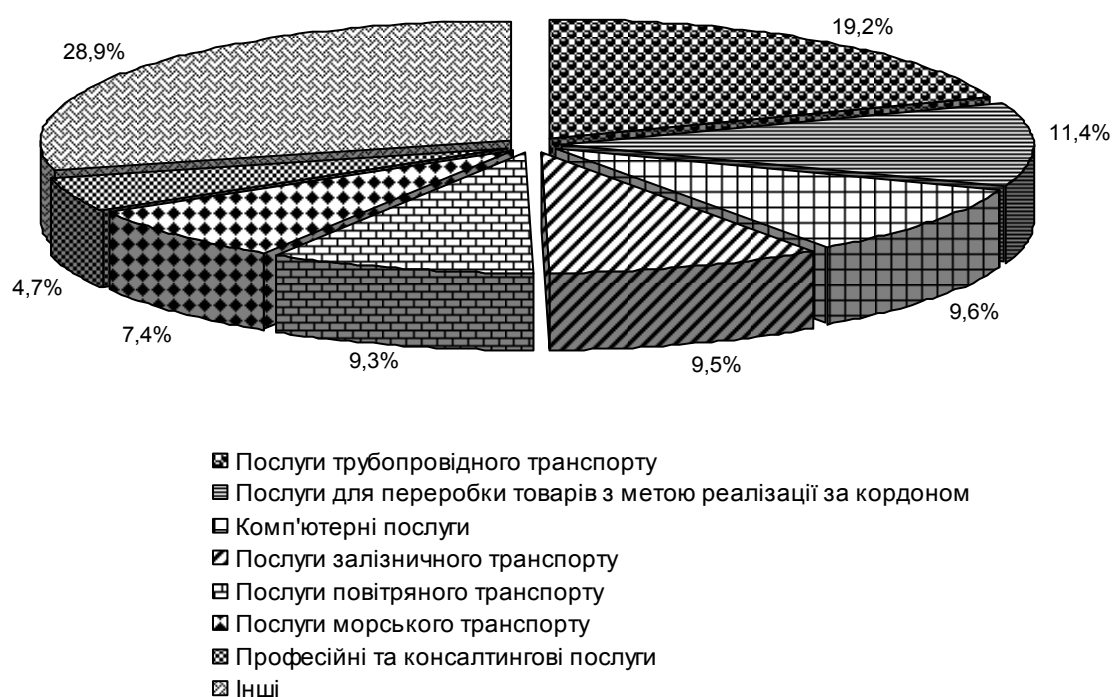 28,9%
19,2%
11,4%
4,7%
7,4%
9,3%
9,5%
9,6%
Послуги трубопровідного транспорту
Послуги для переробки товарів з метою реалізації за кордоном
Комп'ютерні послуги
Послуги залізничного транспорту
Послуги повітряного транспорту
Послуги морського транспорту
Професійні та консалтингові послуги
Інші